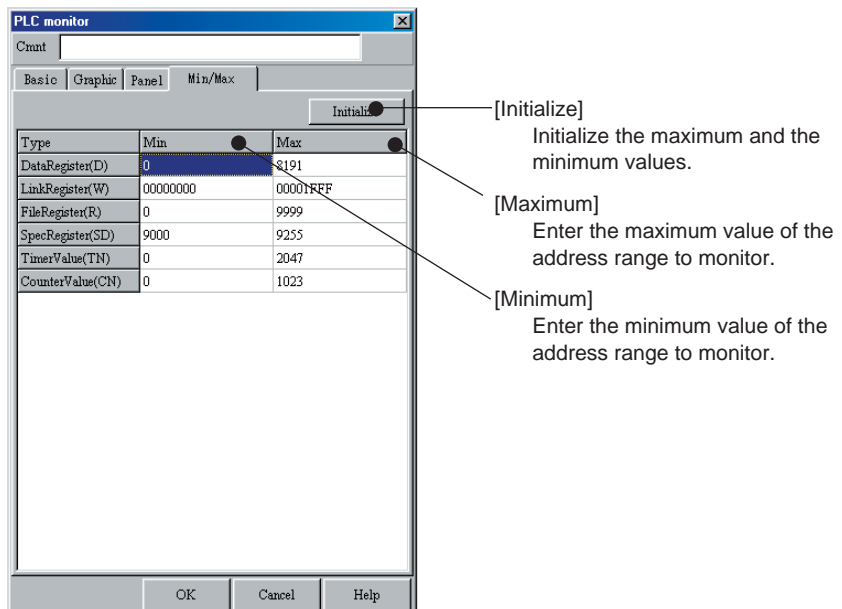 PLC monitor
Cmnt
Basic Graphic Panel Min/Max
Initialize
Type Min Max
DataRegister(D) 0 8191
LinkRegister(W) 00000000 00001FFF
FileRegister(R) 0 9999
SpecRegister(SD) 9000 9255
TimerValue(TN) 0 2047
CounterValue(CN) 0 1023
OK Cancel Help
[Initialize]
Initialize the maximum and the
minimum values.
[Maximum]
Enter the maximum value of the
address range to monitor.
[Minimum]
Enter the minimum value of the
address range to monitor.